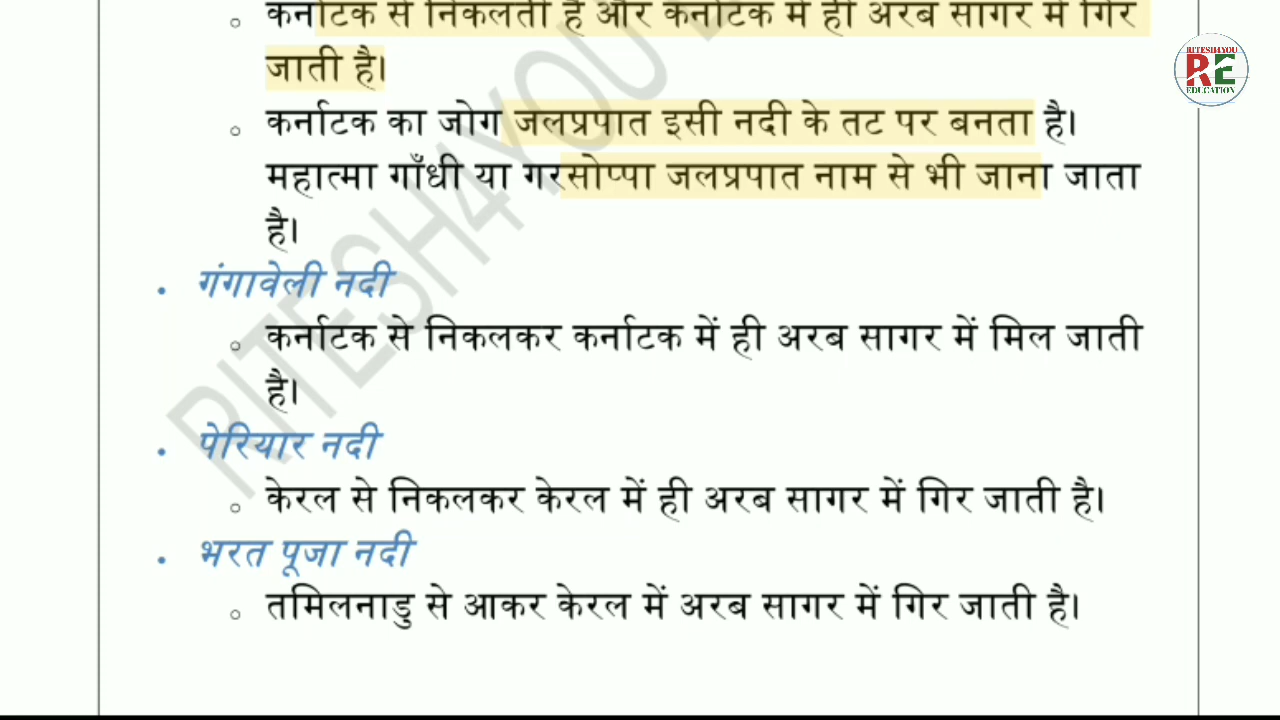 कर्नाटक से निकलती है और कर्नाटक में ही अरब सागर में गिर
जाती है।
कर्नाटक का जोग जलप्रपात इसी नदी के तट पर बनता है।
महात्मा गाँधी या गरसोप्पा जलप्रपात नाम से भी जाना जाता
है।
गंगावेली नदी
कर्नाटक से निकलकर कर्नाटक में ही अरब सागर में मिल जाती
है।
पेरियार नदी
केरल से निकलकर केरल में ही अरब सागर में गिर जाती है।
भरत पूजा नदी
तमिलनाडु से आकर केरल में अरब सागर में गिर जाती है।
RITESH4YOU
RITESH4YOU
RE
EDUCATION